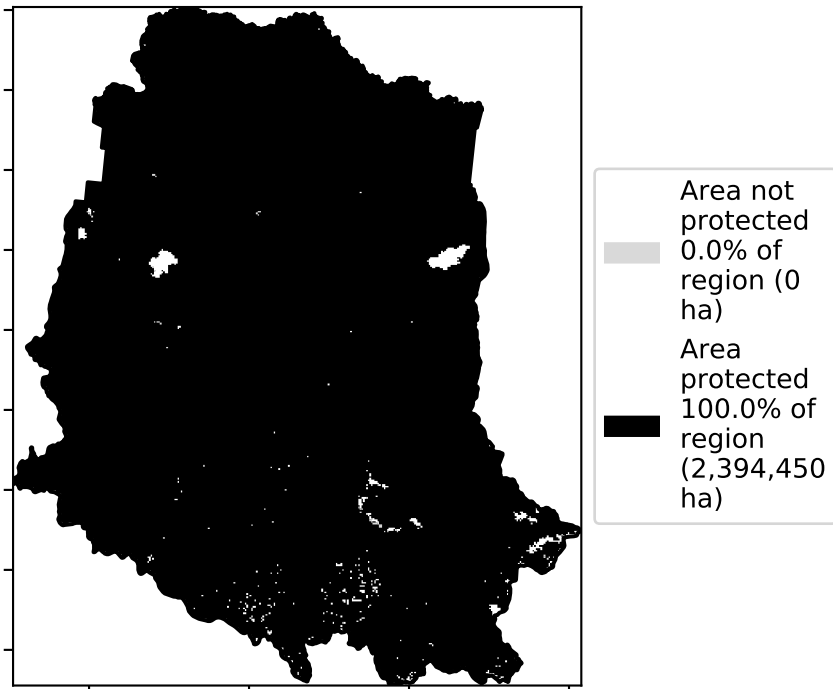 Area not
protected
0.0% of
region (0
ha)
Area
protected
100.0% of
region
(2,394,450
ha)